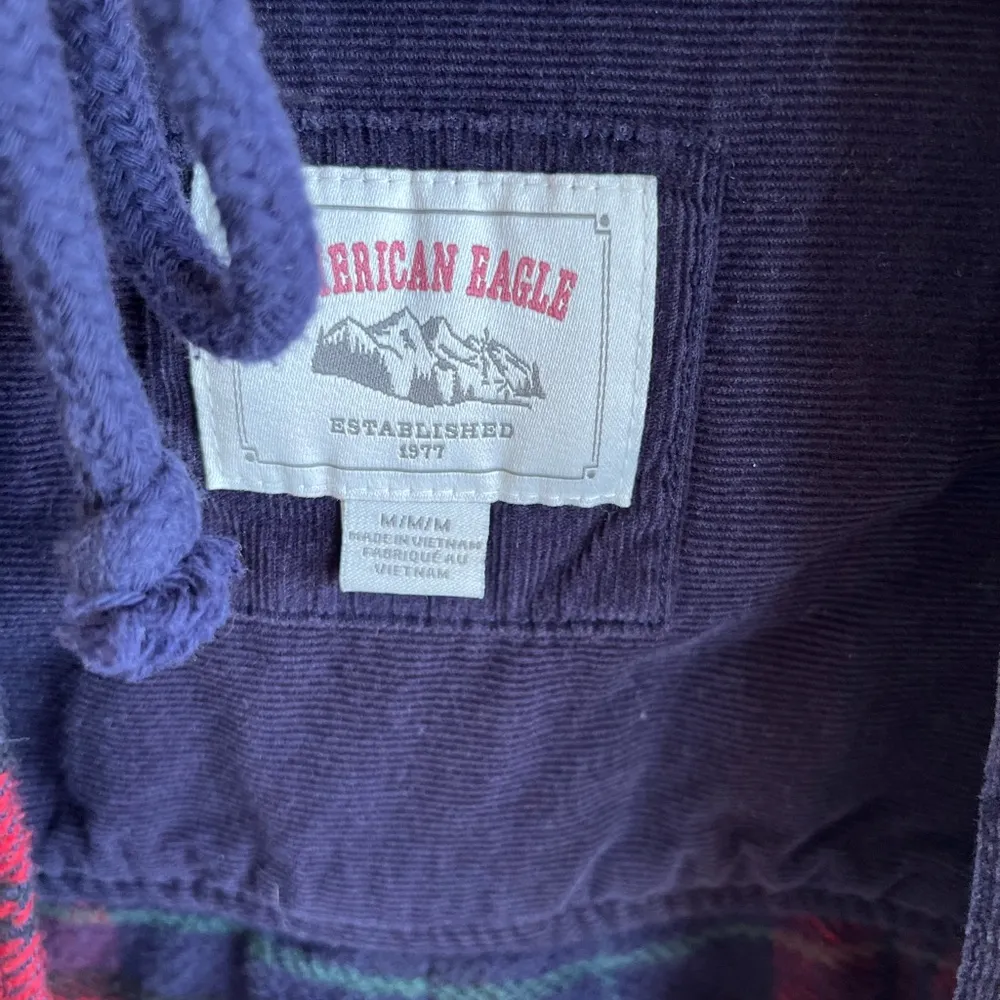 ERICAN EAGLE
ESTABLISHED
1977
M/M/M
MADE IN VIETNAM
FABRIQUÉ AU
VIETNAM